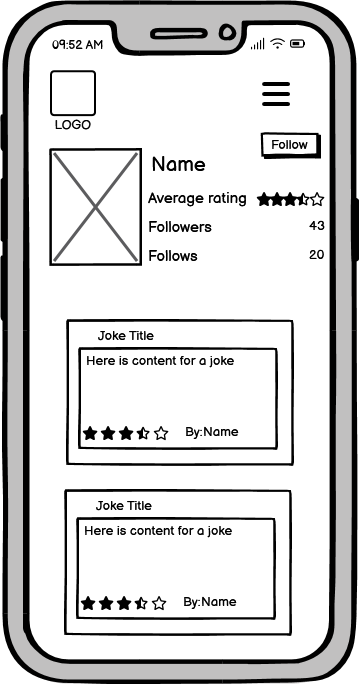 09:52 AM
LOGO
Follow
Name
Average rating
Followers 43
Follows 20
Joke Title
Here is content for a joke
By:Name
Joke Title
Here is content for a joke
By:Name